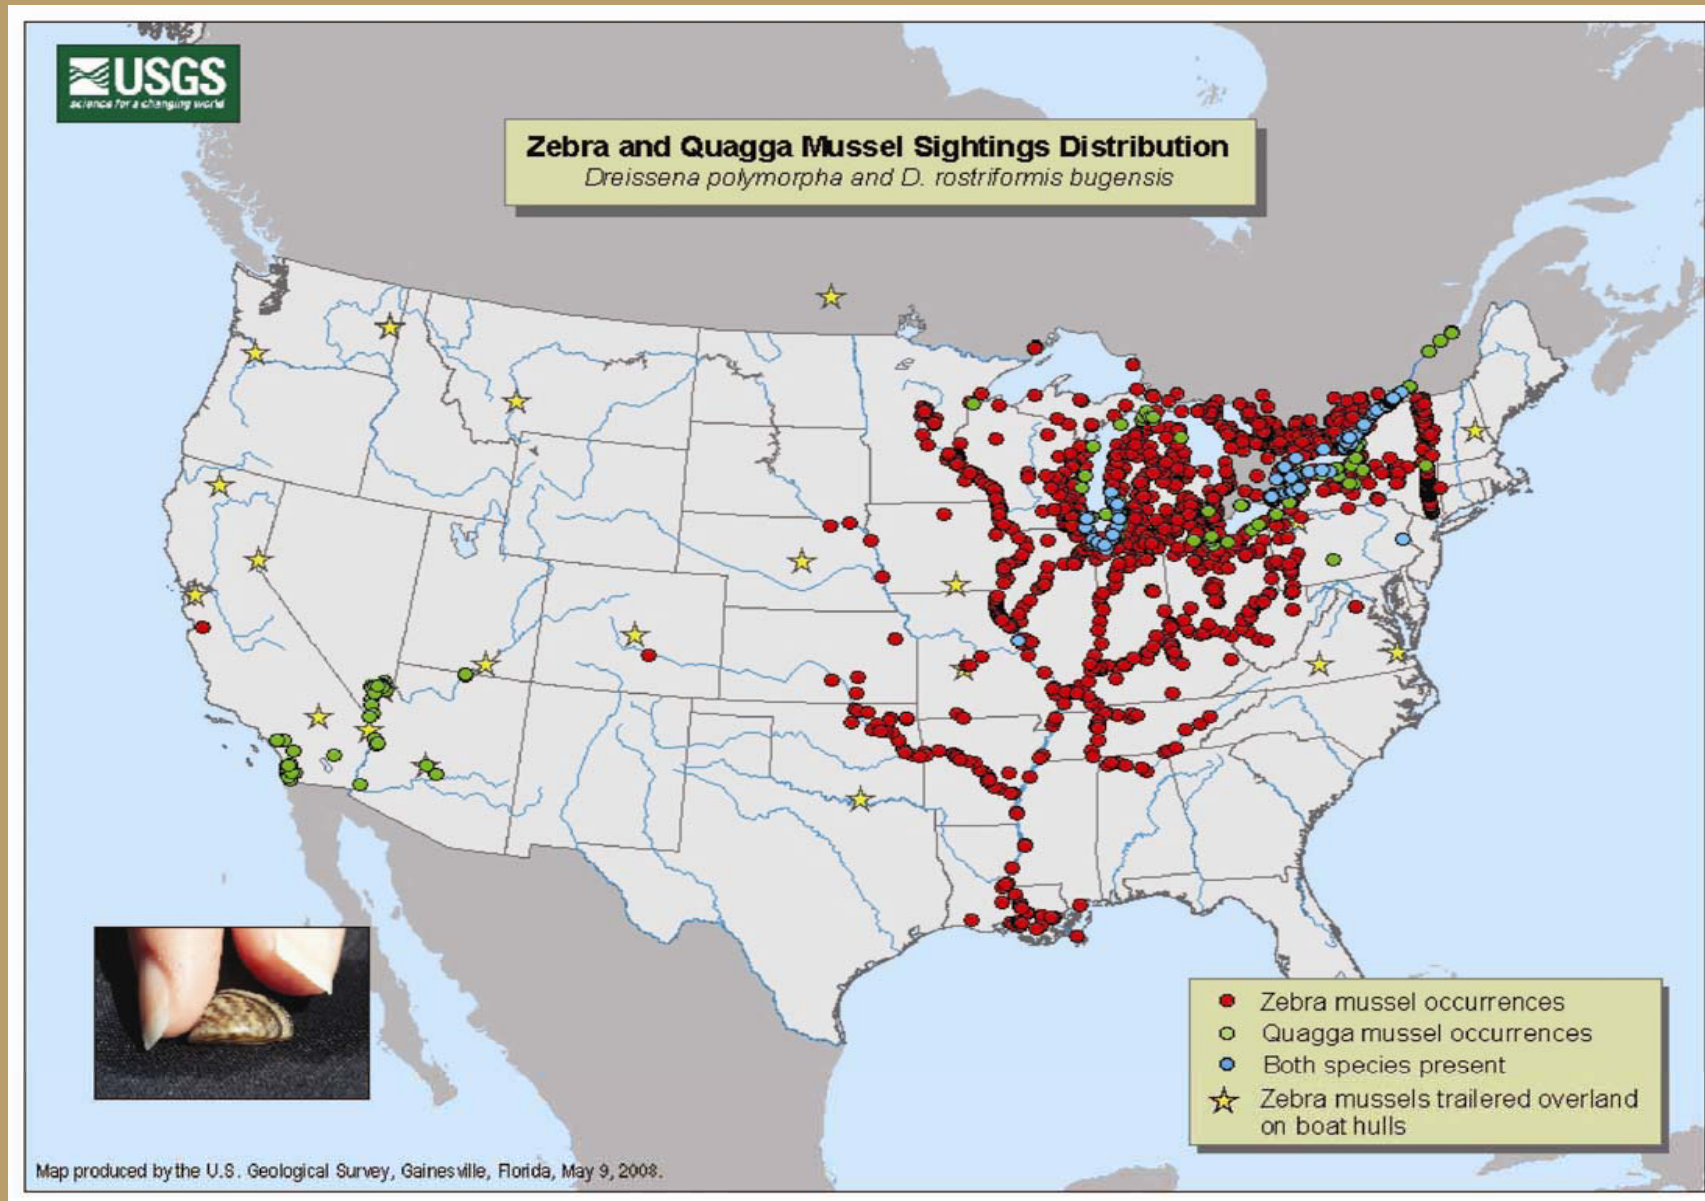 USGS
science for a changing world
Zebra and Quagga Mussel Sightings Distribution
Dreissena polymorpha and D. rostriformis bugensis
Zebra mussel occurrences
Quagga mussel occurrences
Both species present
Zebra mussels trailered overland
on boat hulls
Map produced by the U.S. Geological Survey, Gainesville, Florida, May 9, 2008.